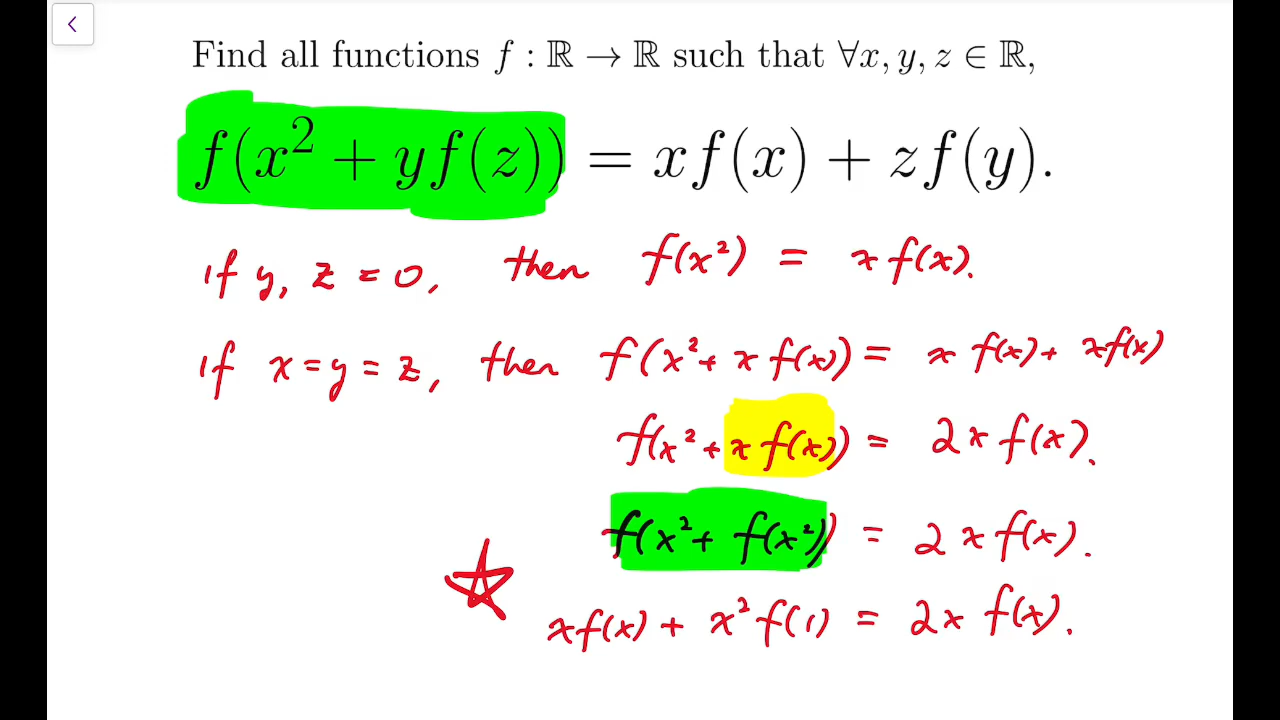 Find all functions f : ℝ → ℝ such that ∀x, y, z ∈ ℝ,
f(x² + yf(z)) = xf(x) + zf(y).
if y, z = 0, then f(x²) = x f(x).
if x = y = z, then f(x² + x f(x)) = x f(x) + x f(x)
f(x² + x f(x)) = 2x f(x).
f(x² + f(x²)) = 2x f(x).
x f(x) + x² f(1) = 2x f(x).